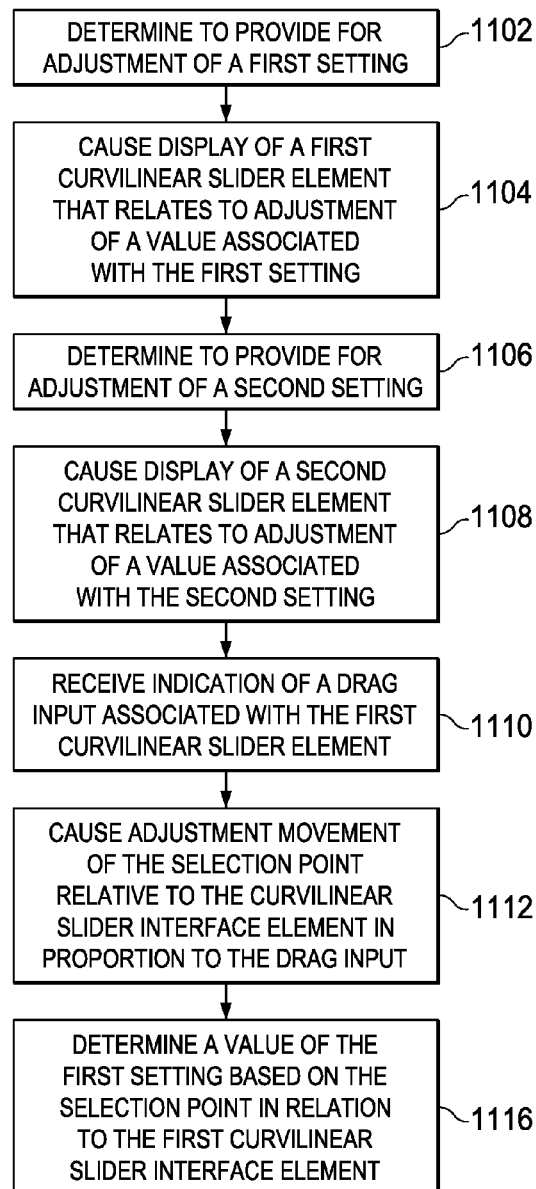 DETERMINE TO PROVIDE FOR
ADJUSTMENT OF A FIRST SETTING
1102
CAUSE DISPLAY OF A FIRST
CURVILINEAR SLIDER ELEMENT
THAT RELATES TO ADJUSTMENT
OF A VALUE ASSOCIATED
WITH THE FIRST SETTING
1104
DETERMINE TO PROVIDE FOR
ADJUSTMENT OF A SECOND SETTING
1106
CAUSE DISPLAY OF A SECOND
CURVILINEAR SLIDER ELEMENT
THAT RELATES TO ADJUSTMENT
OF A VALUE ASSOCIATED
WITH THE SECOND SETTING
1108
RECEIVE INDICATION OF A DRAG
INPUT ASSOCIATED WITH THE FIRST
CURVILINEAR SLIDER ELEMENT
1110
CAUSE ADJUSTMENT MOVEMENT
OF THE SELECTION POINT
RELATIVE TO THE CURVILINEAR
SLIDER INTERFACE ELEMENT IN
PROPORTION TO THE DRAG INPUT
1112
DETERMINE A VALUE OF THE
FIRST SETTING BASED ON THE
SELECTION POINT IN RELATION
TO THE FIRST CURVILINEAR
SLIDER INTERFACE ELEMENT
1116